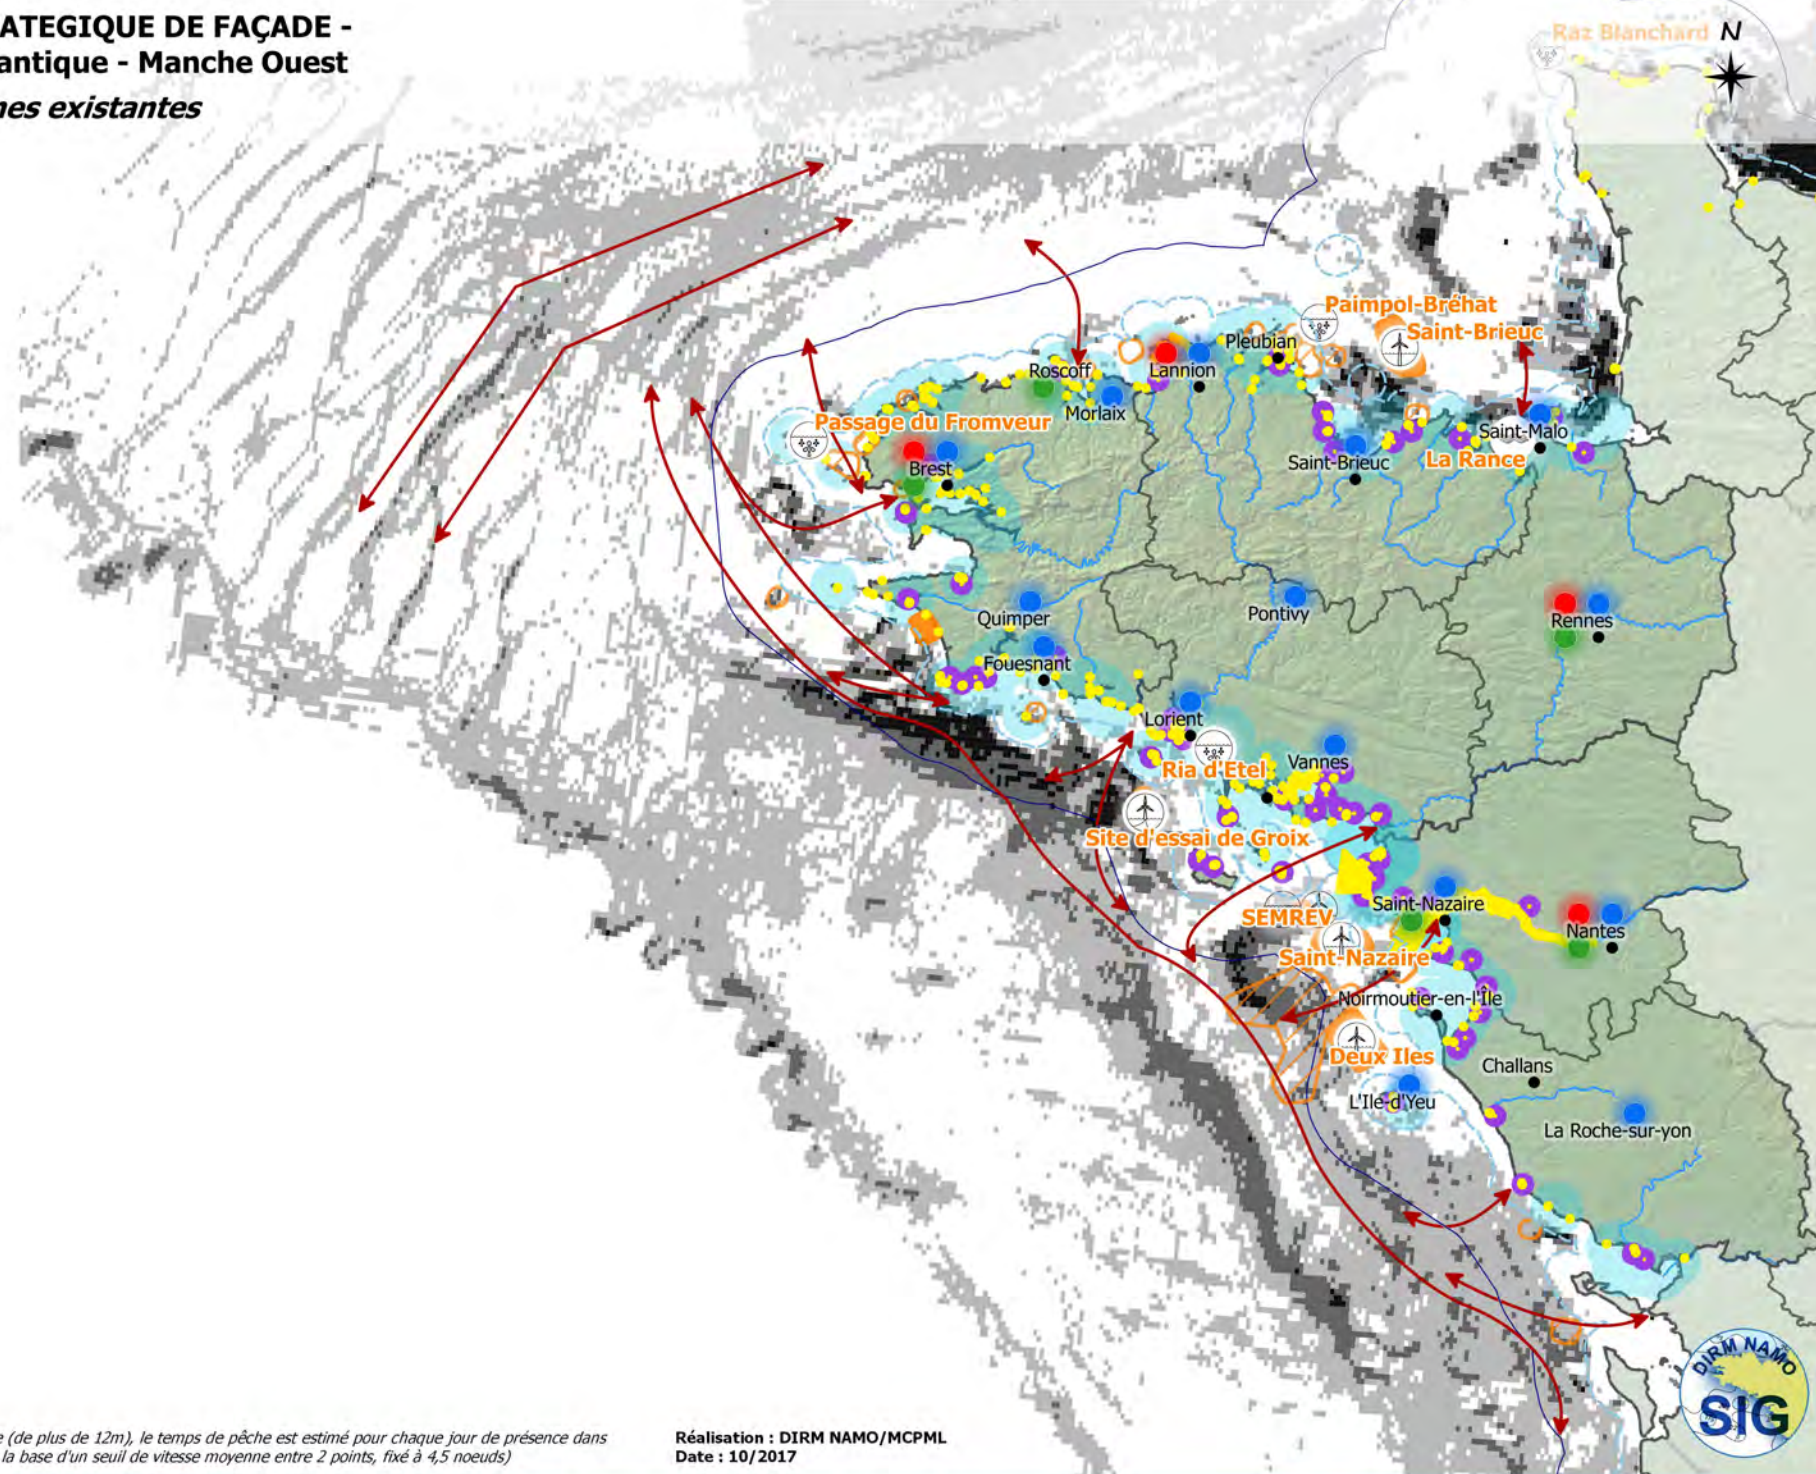 ATEGIQUE DE FAÇADE -
antique - Manche Ouest
nes existantes
Raz Blanchard
N
Paimpol-Bréhat
Saint-Brieuc
Pleubian
Roscoff
Lannion
Morlaix
Passage du Fromveur
Saint-Malo
Brest
Saint-Brieuc
La Rance
Quimper
Pontivy
Rennes
Fouesnant
Lorient
Vannes
Ria d'Etel
Site d'essai de Groix
Saint-Nazaire
SEMREV
Nantes
Saint-Nazaire
Noirmoutier-en-l'Île
Deux Iles
Challans
L'Ile-d'Yeu
La Roche-sur-yon
DIRM NAMO
SIG
e (de plus de 12m), le temps de pêche est estimé pour chaque jour de présence dans
la base d'un seuil de vitesse moyenne entre 2 points, fixé à 4,5 noeuds)
Réalisation : DIRM NAMO/MCPML
Date : 10/2017